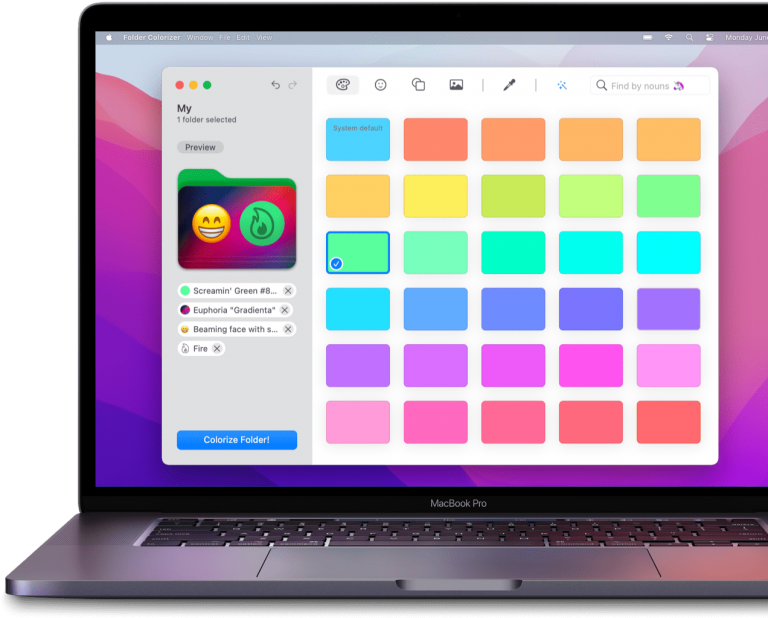 Folder Colorizer Window File Edit View
Monday June
My
1 folder selected
Preview
Screamin' Green #8...
Euphoria "Gradienta"
Beaming face with s...
Fire
Colorize Folder!
Find by nouns
System default
MacBook Pro